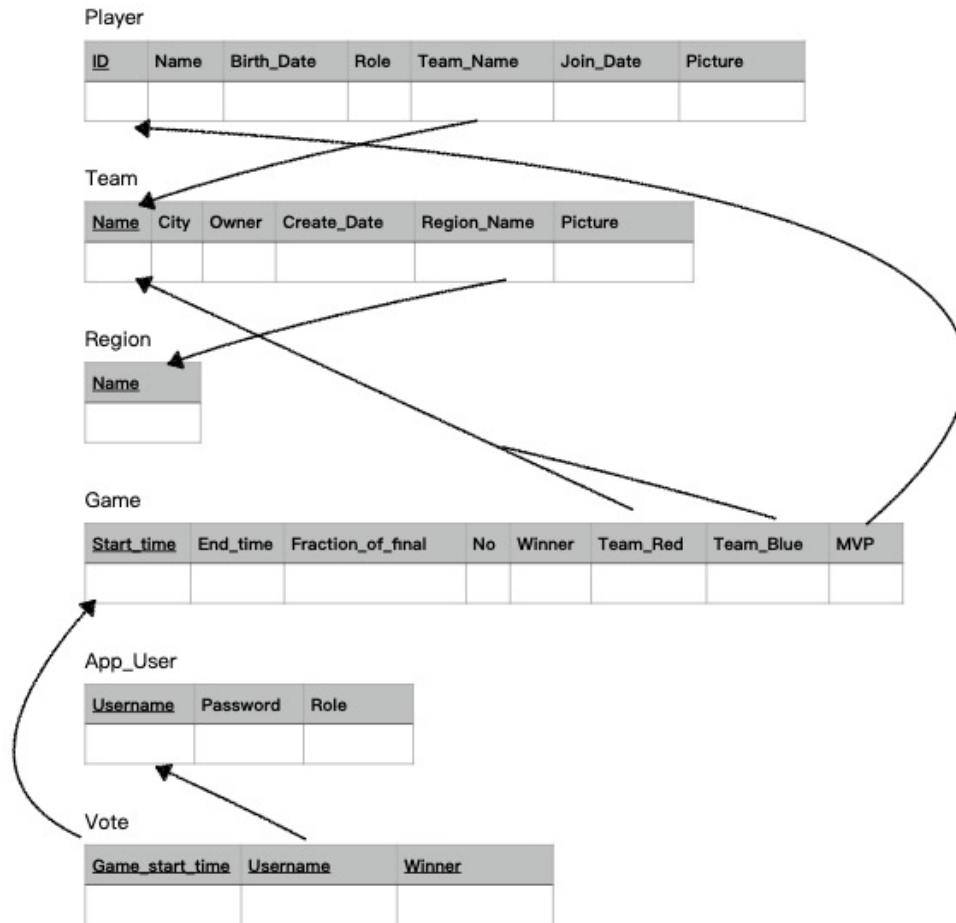 Player
ID Name Birth_Date Role Team_Name Join_Date Picture
Team
Name City Owner Create_Date Region_Name Picture
Region
Name
Game
Start_time End_time Fraction_of_final No Winner Team_Red Team_Blue MVP
App_User
Username Password Role
Vote
Game_start_time Username Winner